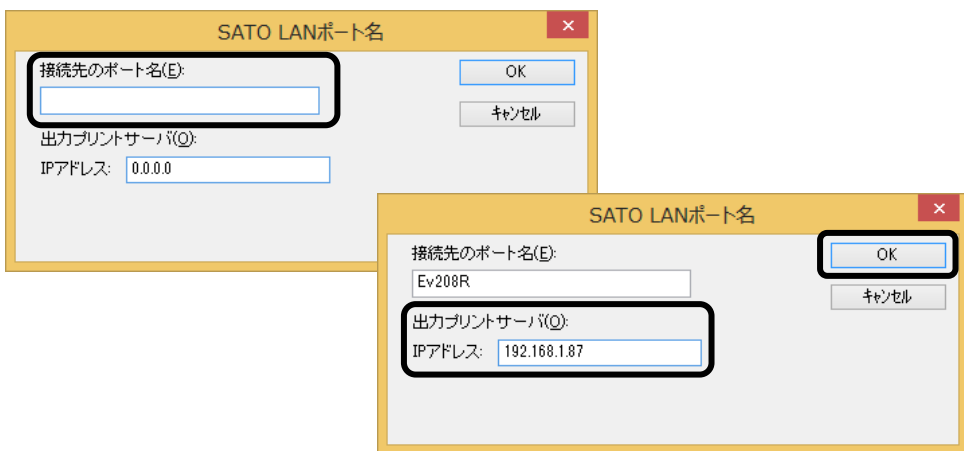 SATO LANポート名
接続先のポート名(E):
OK
キャンセル
出力プリントサーバ(O):
IPアドレス: 0.0.0.0
SATO LANポート名
接続先のポート名(E):
Ev208R
OK
キャンセル
出力プリントサーバ(O):
IPアドレス: 192.168.1.87